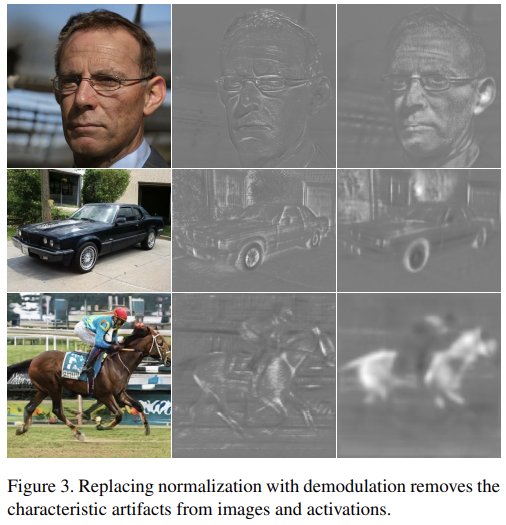 Figure 3. Replacing normalization with demodulation removes the
characteristic artifacts from images and activations.